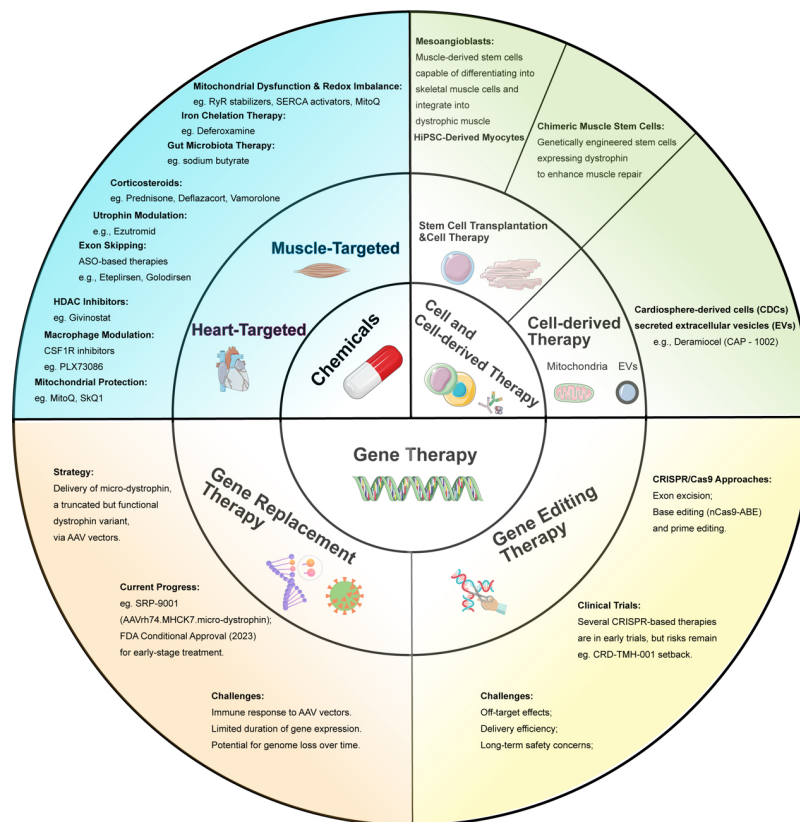 Mitochondrial Dysfunction & Redox Imbalance:
eg. RyR stabilizers, SERCA activators, MitoQ
Iron Chelation Therapy:
eg. Deferoxamine
Gut Microbiota Therapy:
eg. sodium butyrate
Corticosteroids:
eg. Prednisone, Deflazacort, Vamorolone
Utrophin Modulation:
e.g., Ezutromid
Exon Skipping:
ASO-based therapies
e.g., Eteplirsen, Golodirsen
HDAC Inhibitors:
eg. Givinostat
Macrophage Modulation:
CSF1R inhibitors
eg. PLX73086
Mitochondrial Protection:
eg. MitoQ, SkQ1
Muscle-Targeted
Heart-Targeted
Chemicals
Mesoangioblasts:
Muscle-derived stem cells
capable of differentiating into
skeletal muscle cells and
integrate into
dystrophic muscle
HiPSC-Derived Myocytes
Chimeric Muscle Stem Cells:
Genetically engineered stem cells
expressing dystrophin
to enhance muscle repair
Stem Cell Transplantation
&Cell Therapy
Cell and
Cell-derived Therapy
Cell-derived
Therapy
Mitochondria
EVs
Cardiosphere-derived cells (CDCs)
secreted extracellular vesicles (EVs)
e.g., Deramiocel (CAP - 1002)
Gene Therapy
Gene Replacement
Therapy
Strategy:
Delivery of micro-dystrophin,
a truncated but functional
dystrophin variant,
via AAV vectors.
Current Progress:
eg. SRP-9001
(AAVrh74.MHCK7.micro-dystrophin);
FDA Conditional Approval (2023)
for early-stage treatment.
Challenges:
Immune response to AAV vectors.
Limited duration of gene expression.
Potential for genome loss over time.
Gene Editing
Therapy
CRISPR/Cas9 Approaches:
Exon excision;
Base editing (nCas9-ABE)
and prime editing.
Clinical Trials:
Several CRISPR-based therapies
are in early trials, but risks remain
eg. CRD-TMH-001 setback.
Challenges:
Off-target effects;
Delivery efficiency;
Long-term safety concerns;